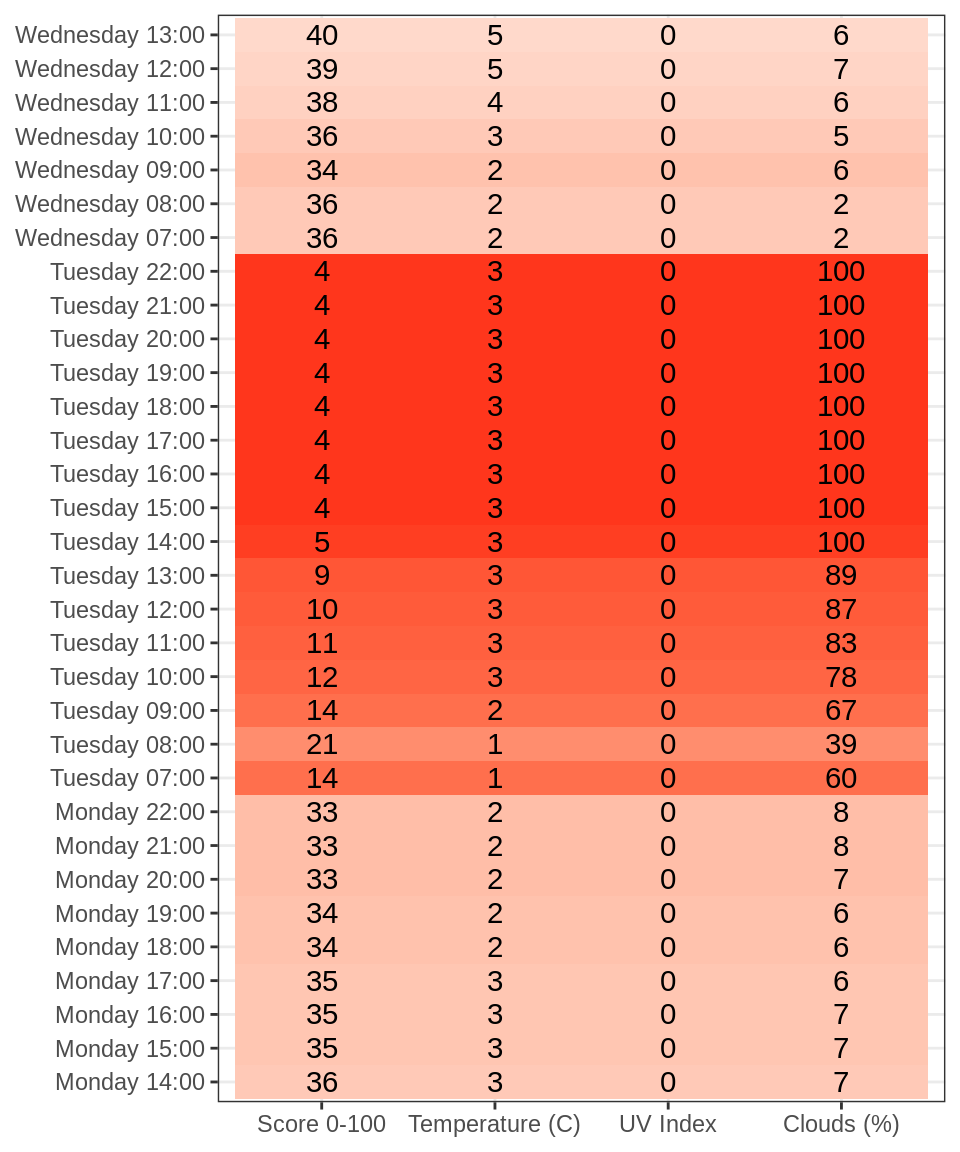 Wednesday 13:00 40 5 0 6
Wednesday 12:00 39 5 0 7
Wednesday 11:00 38 4 0 6
Wednesday 10:00 36 3 0 5
Wednesday 09:00 34 2 0 6
Wednesday 08:00 36 2 0 2
Wednesday 07:00 36 2 0 2
Tuesday 22:00 4 3 0 100
Tuesday 21:00 4 3 0 100
Tuesday 20:00 4 3 0 100
Tuesday 19:00 4 3 0 100
Tuesday 18:00 4 3 0 100
Tuesday 17:00 4 3 0 100
Tuesday 16:00 4 3 0 100
Tuesday 15:00 4 3 0 100
Tuesday 14:00 5 3 0 100
Tuesday 13:00 9 3 0 89
Tuesday 12:00 10 3 0 87
Tuesday 11:00 11 3 0 83
Tuesday 10:00 12 3 0 78
Tuesday 09:00 14 2 0 67
Tuesday 08:00 21 1 0 39
Tuesday 07:00 14 1 0 60
Monday 22:00 33 2 0 8
Monday 21:00 33 2 0 8
Monday 20:00 33 2 0 7
Monday 19:00 34 2 0 6
Monday 18:00 34 2 0 6
Monday 17:00 35 3 0 6
Monday 16:00 35 3 0 7
Monday 15:00 35 3 0 7
Monday 14:00 36 3 0 7
Score 0-100 Temperature (C) UV Index Clouds (%)